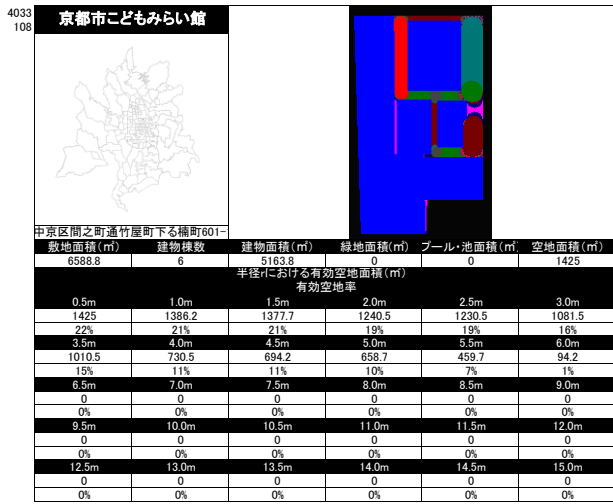 4033
108
京都市こどもみらい館
中京区間之町通竹屋町下る楠町601-
敷地面積(㎡) 建物棟数 建物面積(㎡) 緑地面積(㎡) プール・池面積(㎡ 空地面積(㎡)
6588.8 6 5163.8 0 0 1425
半径rにおける有効空地面積(㎡)
有効空地率
0.5m 1.0m 1.5m 2.0m 2.5m 3.0m
1425 1386.2 1377.7 1240.5 1230.5 1081.5
22% 21% 21% 19% 19% 16%
3.5m 4.0m 4.5m 5.0m 5.5m 6.0m
1010.5 730.5 694.2 658.7 459.7 94.2
15% 11% 11% 10% 7% 1%
6.5m 7.0m 7.5m 8.0m 8.5m 9.0m
0 0 0 0 0 0
0% 0% 0% 0% 0% 0%
9.5m 10.0m 10.5m 11.0m 11.5m 12.0m
0 0 0 0 0 0
0% 0% 0% 0% 0% 0%
12.5m 13.0m 13.5m 14.0m 14.5m 15.0m
0 0 0 0 0 0
0% 0% 0% 0% 0% 0%